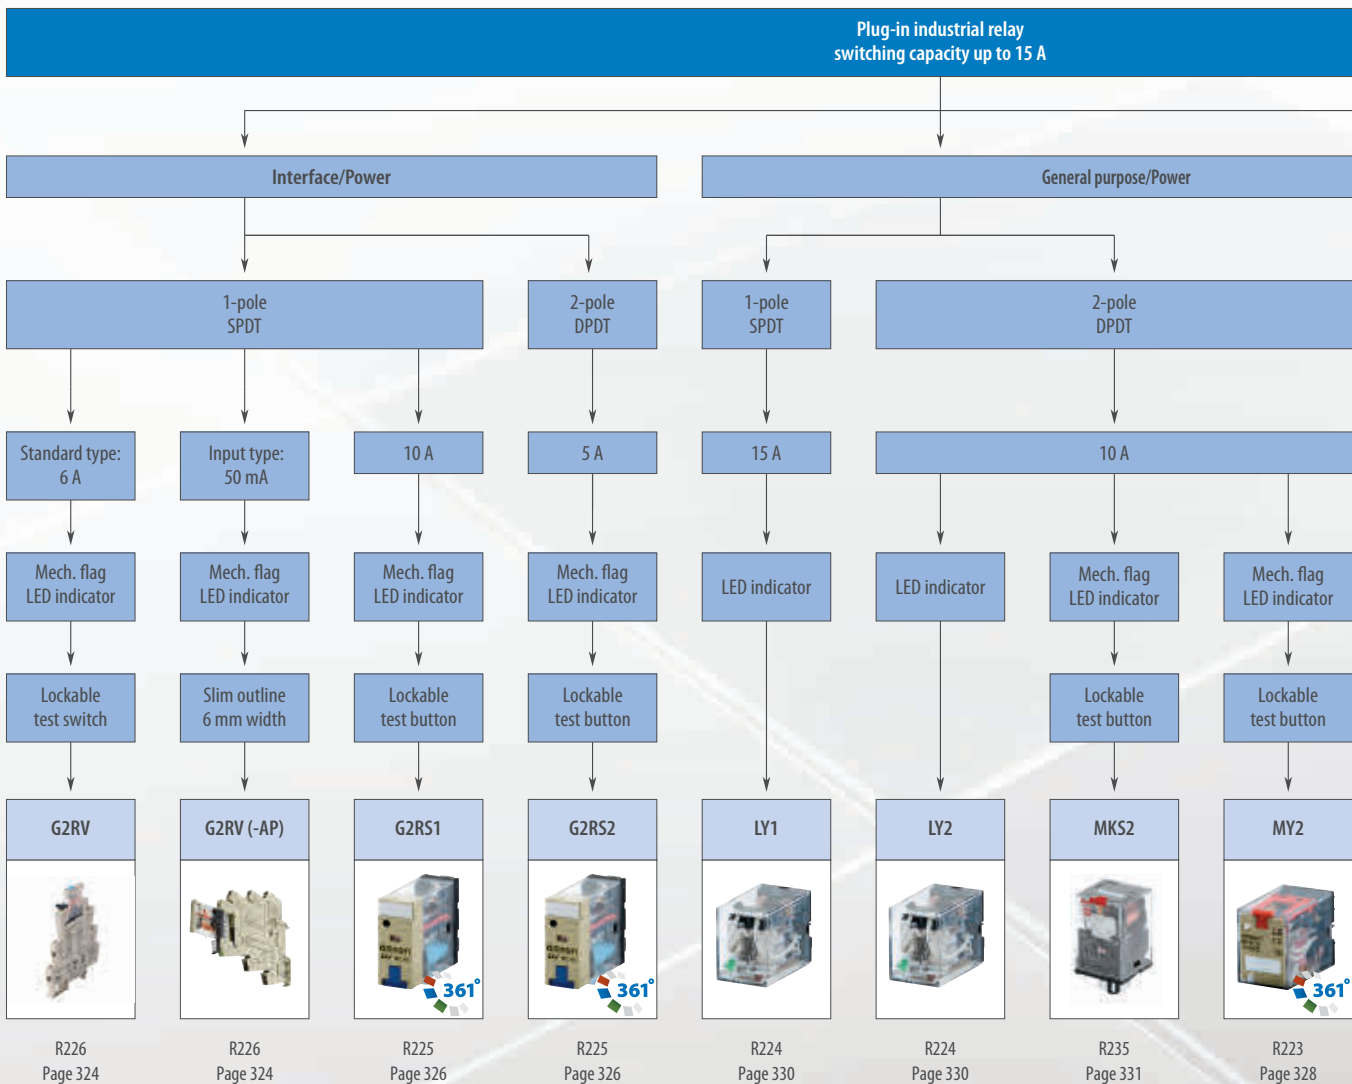 Plug-in industrial relay
switching capacity up to 15 A
Interface/Power
General purpose/Power
1-pole
SPDT
2-pole
DPDT
1-pole
SPDT
2-pole
DPDT
Standard type:
6 A
Input type:
50 mA
10 A
5 A
15 A
10 A
Mech. flag
LED indicator
Mech. flag
LED indicator
Mech. flag
LED indicator
Mech. flag
LED indicator
LED indicator
LED indicator
Mech. flag
LED indicator
Mech. flag
LED indicator
Lockable
test switch
Slim outline
6 mm width
Lockable
test button
Lockable
test button
Lockable
test button
Lockable
test button
G2RV
G2RV (-AP)
G2RS1
G2RS2
LY1
LY2
MKS2
MY2
361°
361°
361°
R226
Page 324
R226
Page 324
R225
Page 326
R225
Page 326
R224
Page 330
R224
Page 330
R235
Page 331
R223
Page 328